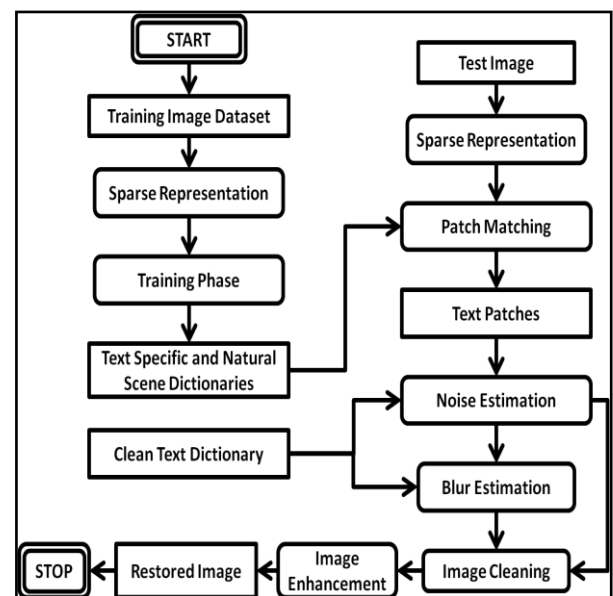 START
Training Image Dataset
Sparse Representation
Training Phase
Text Specific and Natural
Scene Dictionaries
Clean Text Dictionary
Test Image
Sparse Representation
Patch Matching
Text Patches
Noise Estimation
Blur Estimation
Image Cleaning
Image
Enhancement
Restored Image
STOP